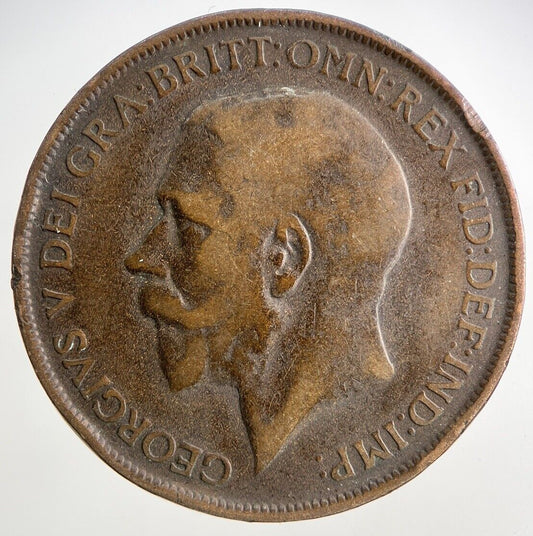 GEORGIVS V DEI GRA: BRITT: OMN: REX FID: DEF: IND: IMP: